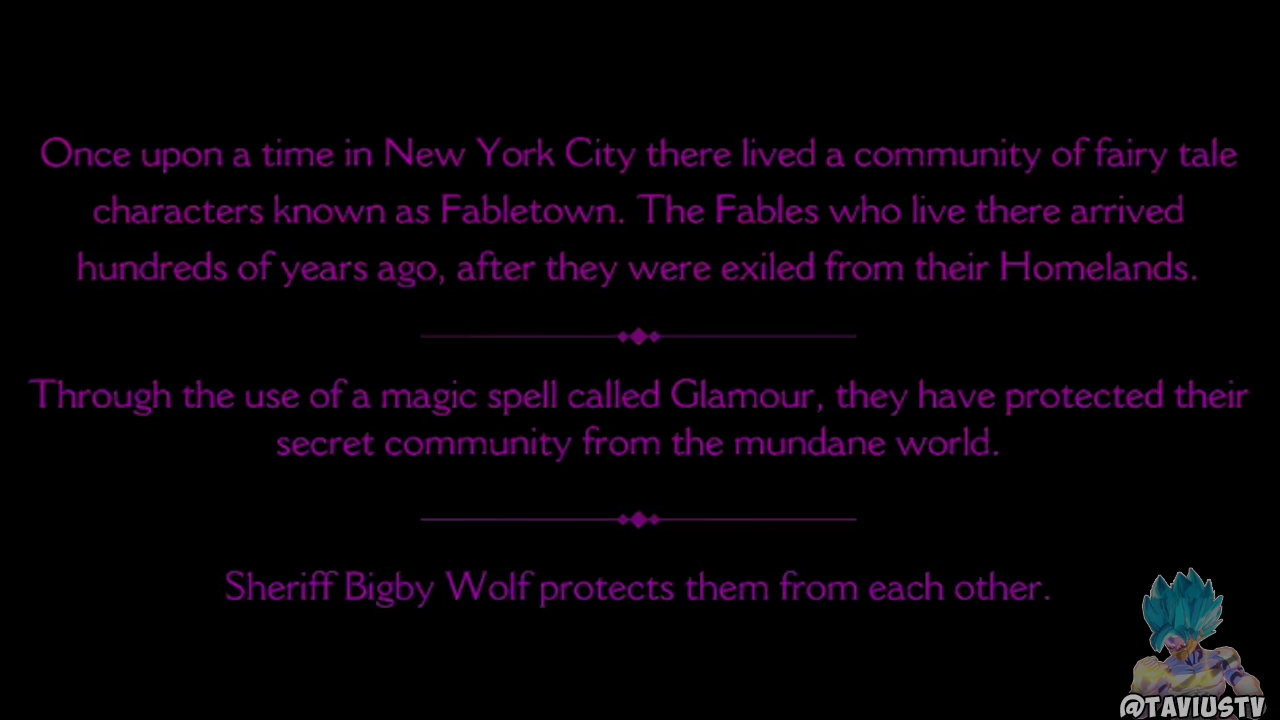 Once upon a time in New York City there lived a community of fairy tale
characters known as Fabletown. The Fables who live there arrived
hundreds of years ago, after they were exiled from their Homelands.
Through the use of a magic spell called Glamour, they have protected their
secret community from the mundane world.
Sheriff Bigby Wolf protects them from each other.
@TAVIUSTV